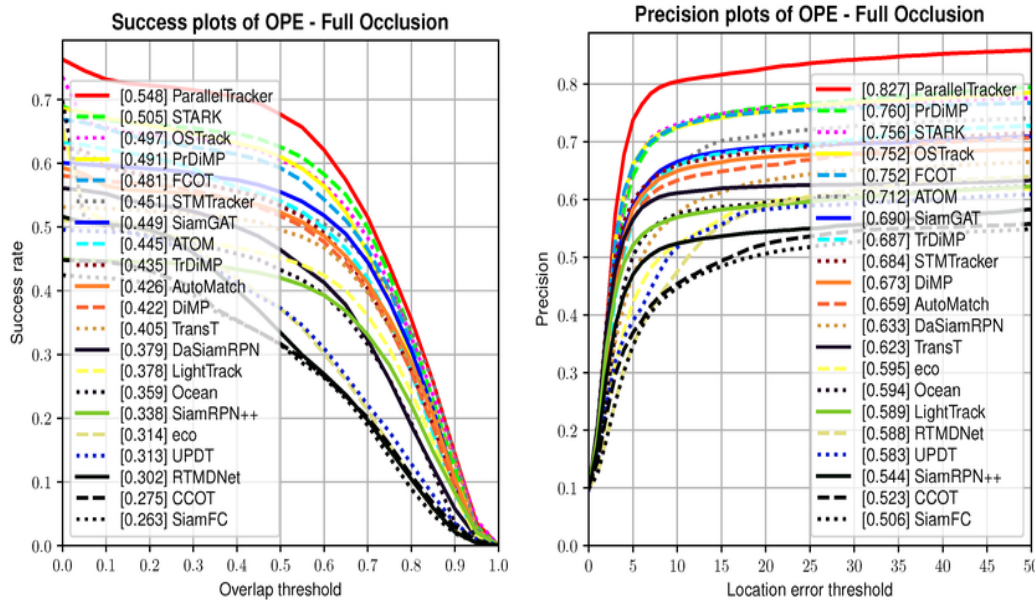 Success plots of OPE - Full Occlusion
Success rate
0.7
0.6
0.5
0.4
0.3
0.2
0.1
0.0
[0.548] ParallelTracker
[0.505] STARK
[0.497] OSTrack
[0.491] PrDiMP
[0.481] FCOT
[0.451] STMTracker
[0.449] SiamGAT
[0.445] ATOM
[0.435] TrDiMP
[0.426] AutoMatch
[0.422] DiMP
[0.405] TransT
[0.379] DaSiamRPN
[0.378] LightTrack
[0.359] Ocean
[0.338] SiamRPN++
[0.314] eco
[0.313] UPDT
[0.302] RTMDNet
[0.275] CCOT
[0.263] SiamFC
0.0 0.1 0.2 0.3 0.4 0.5 0.6 0.7 0.8 0.9 1.0
Overlap threshold
Precision plots of OPE - Full Occlusion
Precision
0.8
0.7
0.6
0.5
0.4
0.3
0.2
0.1
0.0
[0.827] ParallelTracker
[0.760] PrDiMP
[0.756] STARK
[0.752] OSTrack
[0.752] FCOT
[0.712] ATOM
[0.690] SiamGAT
[0.687] TrDiMP
[0.684] STMTracker
[0.673] DiMP
[0.659] AutoMatch
[0.633] DaSiamRPN
[0.623] TransT
[0.595] eco
[0.594] Ocean
[0.589] LightTrack
[0.588] RTMDNet
[0.583] UPDT
[0.544] SiamRPN++
[0.523] CCOT
[0.506] SiamFC
0 5 10 15 20 25 30 35 40 45 50
Location error threshold